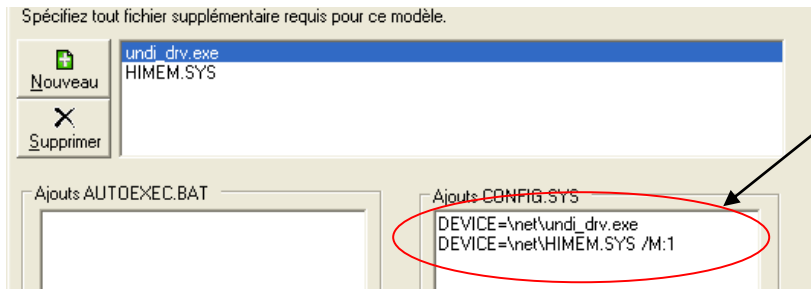 Spécifiez tout fichier supplémentaire requis pour ce modèle.
Nouveau
undi_drv.exe
HIMEM.SYS
Supprimer
Ajouts AUTOEXEC.BAT
Ajouts CONFIG.SYS
DEVICE=\net\undi_drv.exe
DEVICE=\net\HIMEM.SYS /M:1